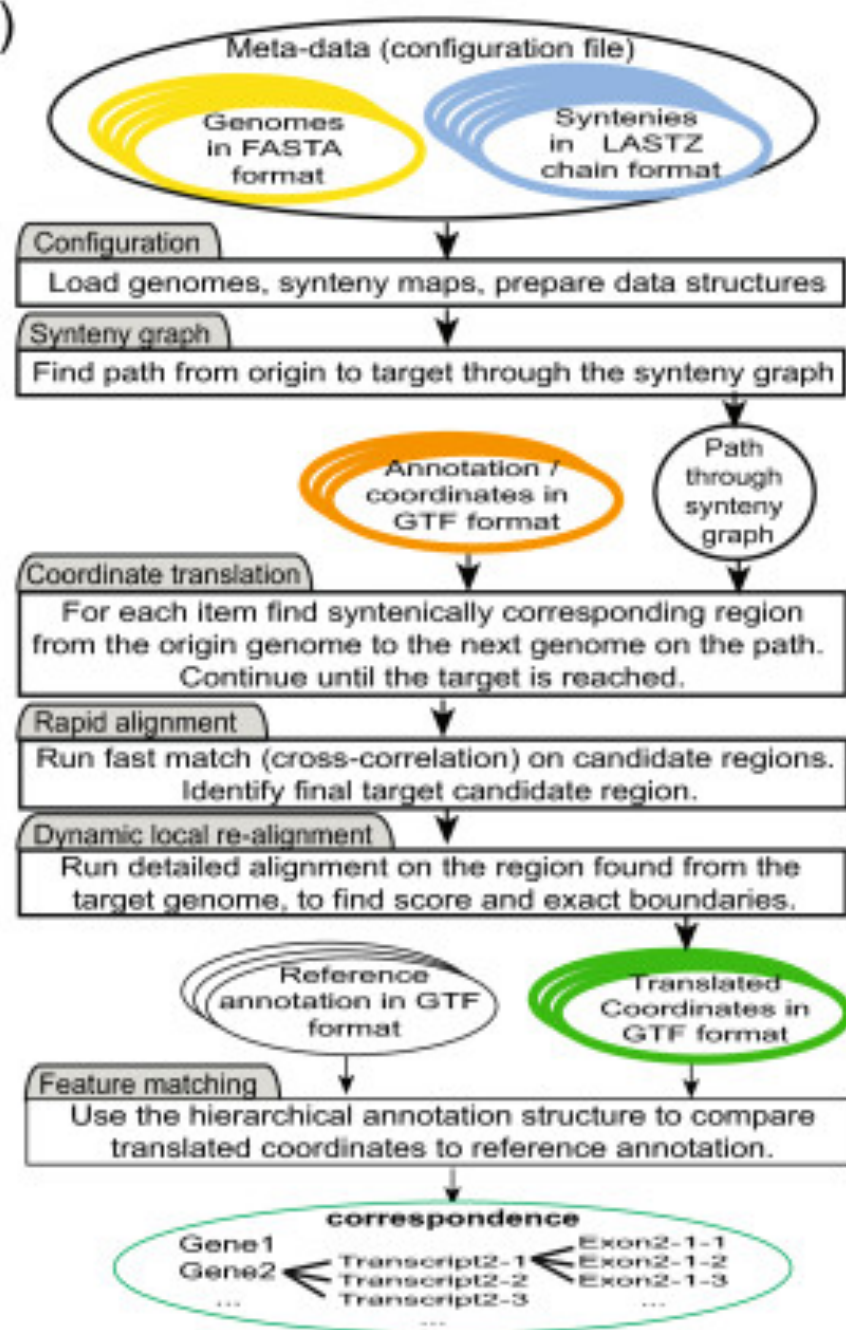 )
Meta-data (configuration file)
Genomes
in FASTA
format
Syntenies
in LASTZ
chain format
Configuration
Load genomes, synteny maps, prepare data structures
Synteny graph
Find path from origin to target through the synteny graph
Annotation /
coordinates in
GTF format
Path
through
synteny
graph
Coordinate translation
For each item find syntenically corresponding region
from the origin genome to the next genome on the path.
Continue until the target is reached.
Rapid alignment
Run fast match (cross-correlation) on candidate regions.
Identify final target candidate region.
Dynamic local re-alignment
Run detailed alignment on the region found from the
target genome, to find score and exact boundaries.
Reference
annotation in GTF
format
Translated
Coordinates in
GTF format
Feature matching
Use the hierarchical annotation structure to compare
translated coordinates to reference annotation.
correspondence
Gene1
Gene2
...
Transcript2-1
Transcript2-2
Transcript2-3
...
Exon2-1-1
Exon2-1-2
Exon2-1-3
...